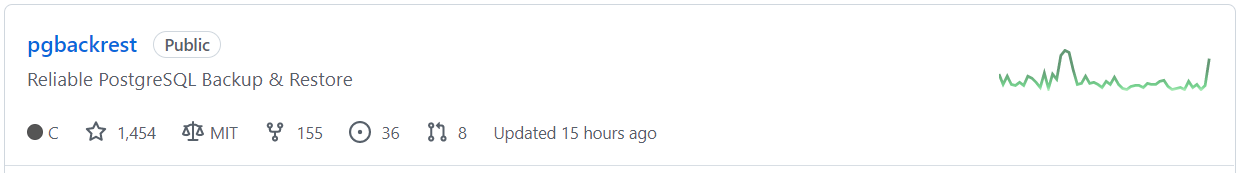 pgbackrest Public
Reliable PostgreSQL Backup & Restore
C 1,454 MIT 155 36 8 Updated 15 hours ago